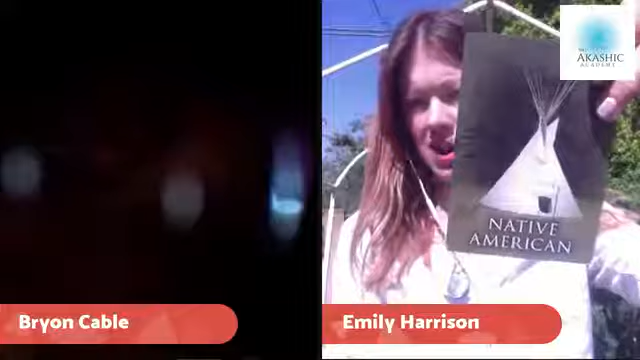 AKASHIC
ACADEMY
NATIVE
AMERICAN
Bryon Cable
Emily Harrison